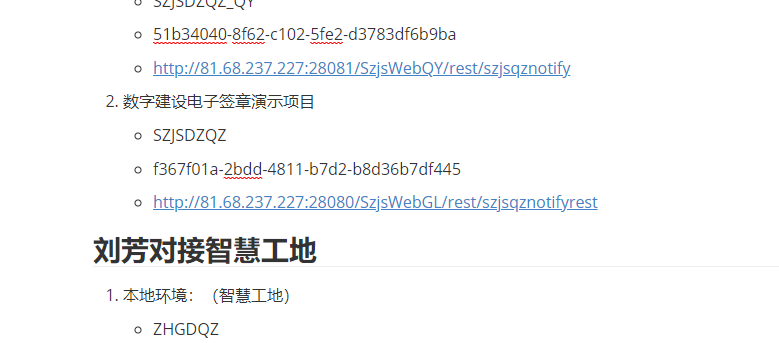 SZJSDZQZ_QY
51b34040-8f62-c102-5fe2-d3783df6b9ba
http://81.68.237.227:28081/SzjsWebQY/rest/szjsqznotify
2. 数字建设电子签章演示项目
SZJSDZQZ
f367f01a-2bdd-4811-b7d2-b8d36b7df445
http://81.68.237.227:28080/SzjsWebGL/rest/szjsqznotifyrest
刘芳对接智慧工地
1. 本地环境：（智慧工地）
ZHGDQZ